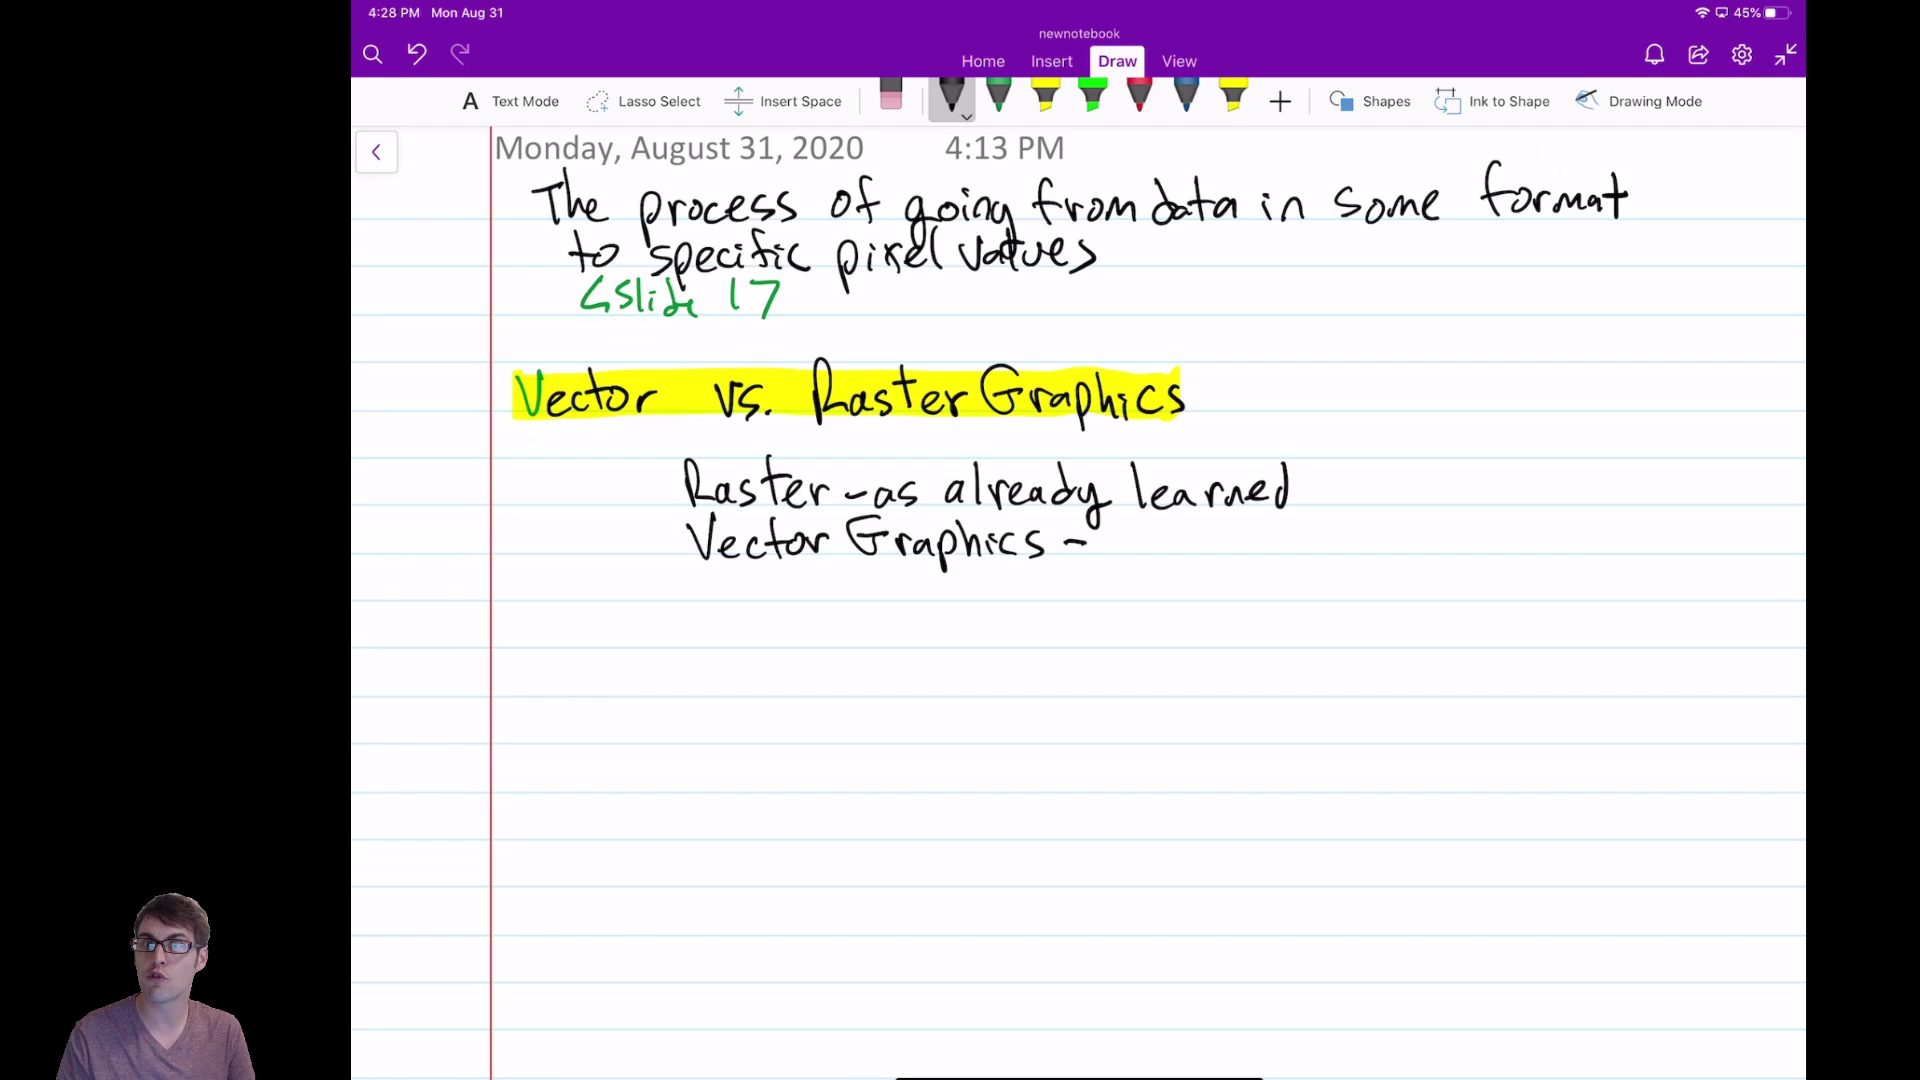 4:28 PM Mon Aug 31
45%
newnotebook
Home Insert Draw View
A Text Mode Lasso Select Insert Space Shapes Ink to Shape Drawing Mode
Monday, August 31, 2020 4:13 PM
The process of going from data in some format
to specific pixel values
Slide 17
Vector vs. Raster Graphics
Raster - as already learned
Vector Graphics -